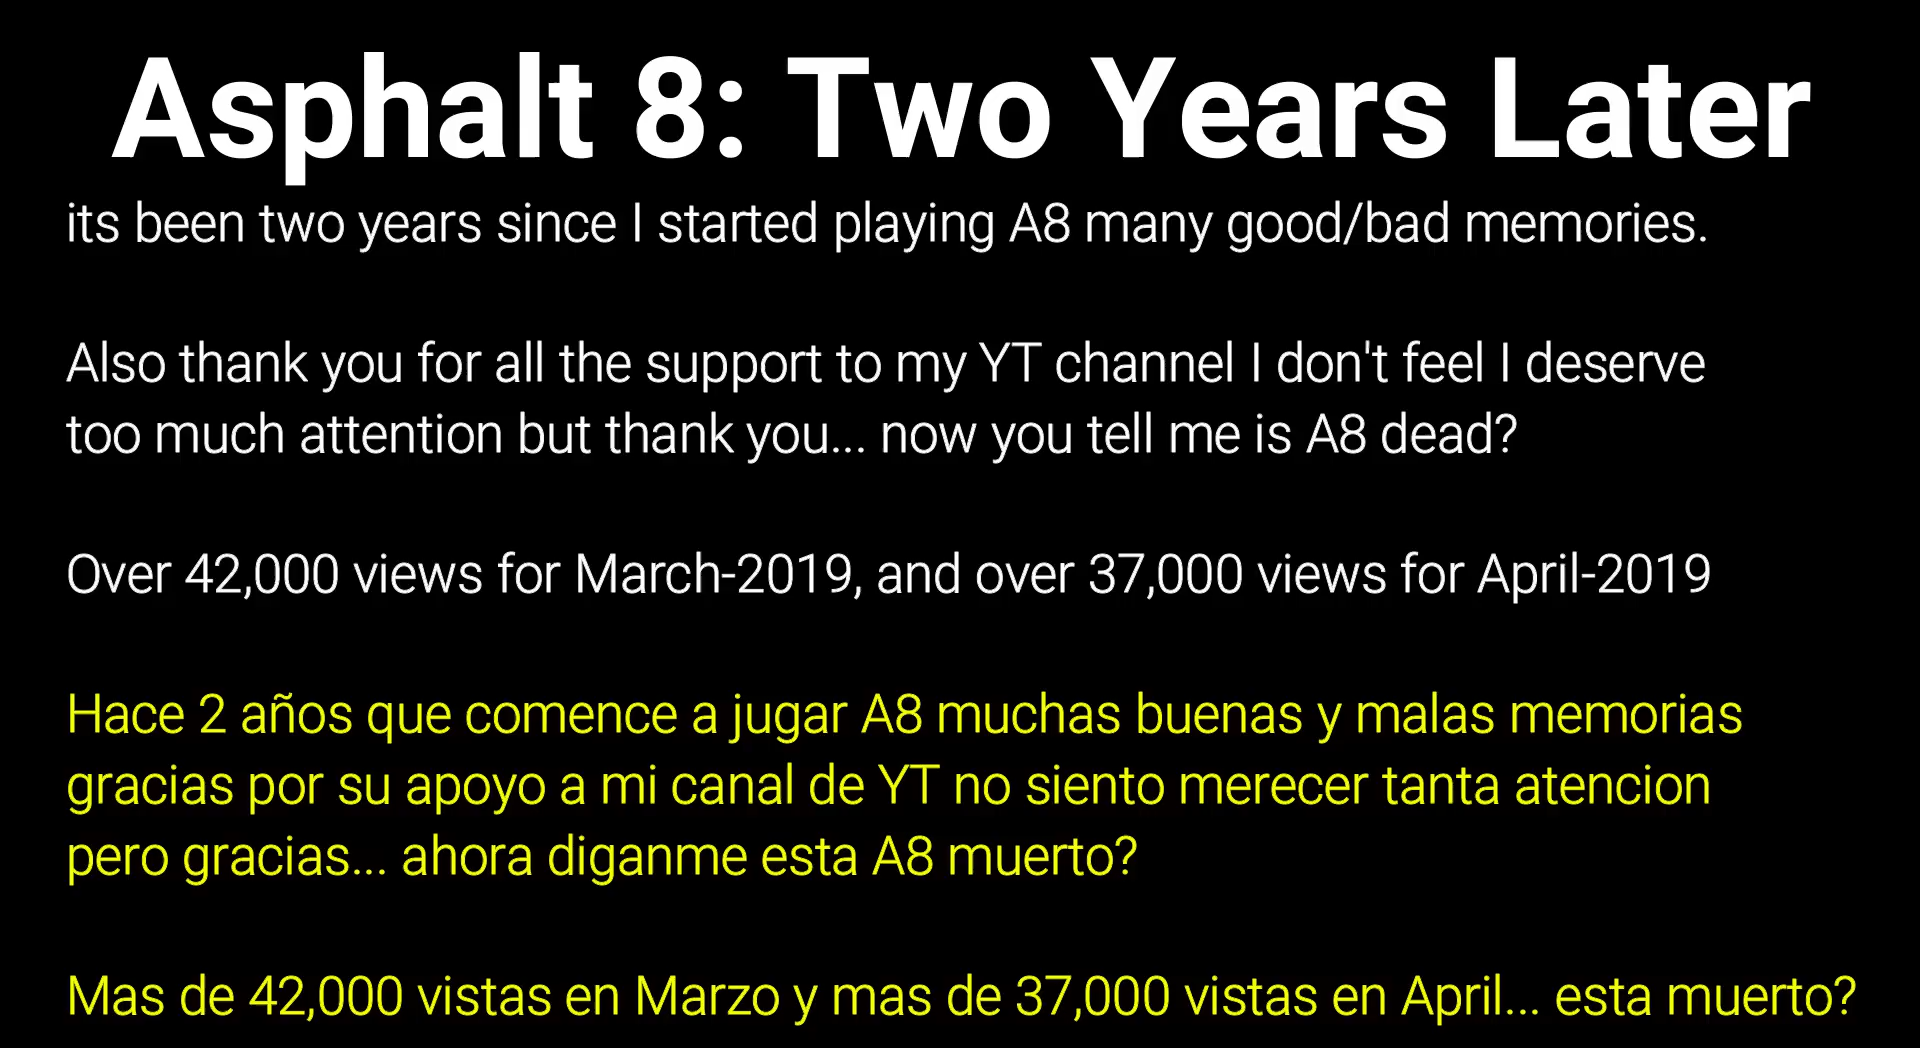 Asphalt 8: Two Years Later
its been two years since I started playing A8 many good/bad memories.
Also thank you for all the support to my YT channel I don't feel I deserve
too much attention but thank you... now you tell me is A8 dead?
Over 42,000 views for March-2019, and over 37,000 views for April-2019
Hace 2 años que comence a jugar A8 muchas buenas y malas memorias
gracias por su apoyo a mi canal de YT no siento merecer tanta atencion
pero gracias... ahora diganme esta A8 muerto?
Mas de 42,000 vistas en Marzo y mas de 37,000 vistas en April... esta muerto?